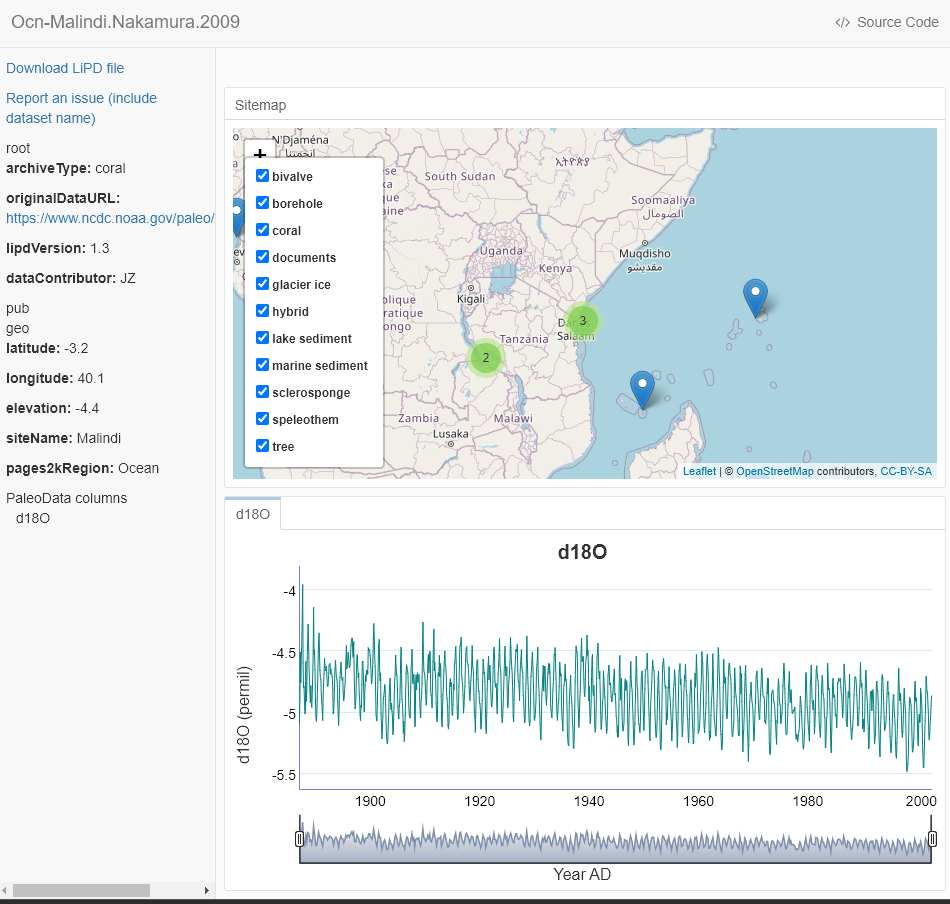 Ocn-Malindi.Nakamura.2009
</> Source Code
Download LiPD file
Report an issue (include
dataset name)
root
archiveType: coral
originalDataURL:
https://www.ncdc.noaa.gov/paleo/
lipdVersion: 1.3
dataContributor: JZ
pub
geo
latitude: -3.2
longitude: 40.1
elevation: -4.4
siteName: Malindi
pages2kRegion: Ocean
PaleoData columns
d18O
Sitemap
+
bivalve
borehole
coral
documents
glacier ice
hybrid
lake sediment
marine sediment
sclerosponge
speleothem
tree
N'Djaména
انجمينا
South Sudan
ኢትዮጵያ
Soomaaliya
الصومال
Muqdisho
مقديشو
Uganda
Kenya
Kigali
Tanzania
Salaam
3
2
Zambia
Malawi
Lusaka
Leaflet | © OpenStreetMap contributors, CC-BY-SA
d18O
d18O
d18O (permil)
-4
-4.5
-5
-5.5
1900 1920 1940 1960 1980 2000
Year AD